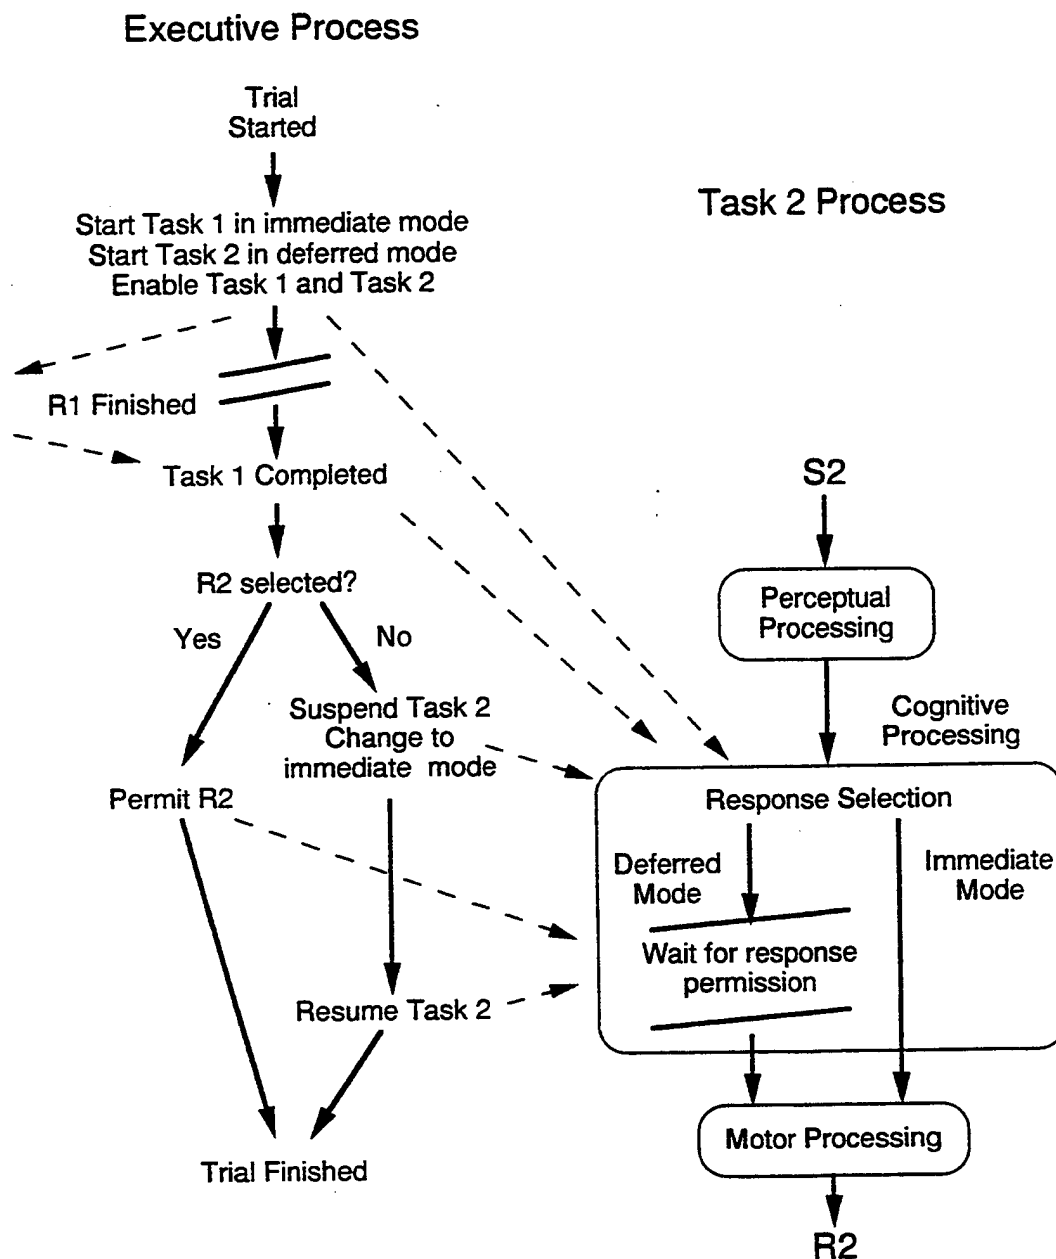 Executive Process
Trial
Started
Start Task 1 in immediate mode
Start Task 2 in deferred mode
Enable Task 1 and Task 2
R1 Finished
Task 1 Completed
R2 selected?
Yes
No
Suspend Task 2
Change to
immediate mode
Permit R2
Resume Task 2
Trial Finished
Task 2 Process
S2
Perceptual
Processing
Cognitive
Processing
Response Selection
Deferred
Mode
Immediate
Mode
Wait for response
permission
Motor Processing
R2